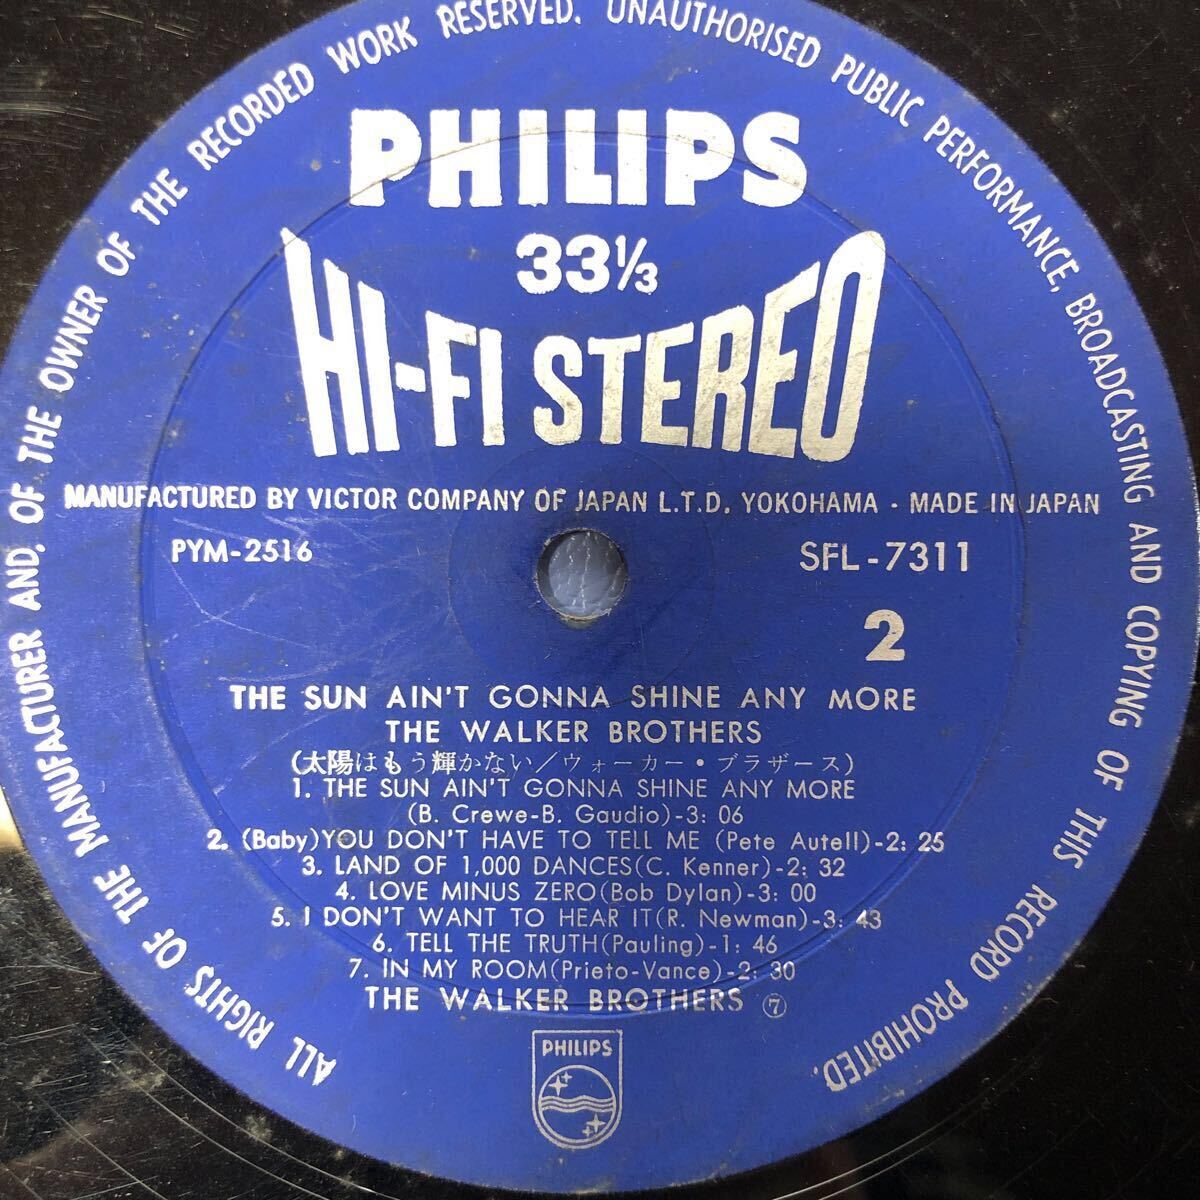 ALL RIGHTS OF THE MANUFACTURER AND, OF THE OWNER OF THE RECORDED WORK RESERVED. UNAUTHORISED PUBLIC PERFORMANCE, BROADCASTING AND COPYING OF THIS RECORD PROHIBITED.
PHILIPS
33⅓
HI-FI STEREO
MANUFACTURED BY VICTOR COMPANY OF JAPAN L.T.D. YOKOHAMA · MADE IN JAPAN
PYM-2516 SFL-7311
2
THE SUN AIN'T GONNA SHINE ANY MORE
THE WALKER BROTHERS
(太陽はもう輝かない/ウォーカー・ブラザース)
1. THE SUN AIN'T GONNA SHINE ANY MORE
(B. Crewe-B. Gaudio)-3: 06
2. (Baby)YOU DON'T HAVE TO TELL ME (Pete Autell)-2: 25
3. LAND OF 1,000 DANCES(C. Kenner)-2: 32
4. LOVE MINUS ZERO(Bob Dylan)-3: 00
5. I DON'T WANT TO HEAR IT(R. Newman)-3: 43
6. TELL THE TRUTH(Pauling)-1: 46
7. IN MY ROOM(Prieto-Vance)-2: 30
THE WALKER BROTHERS ⑦
PHILIPS